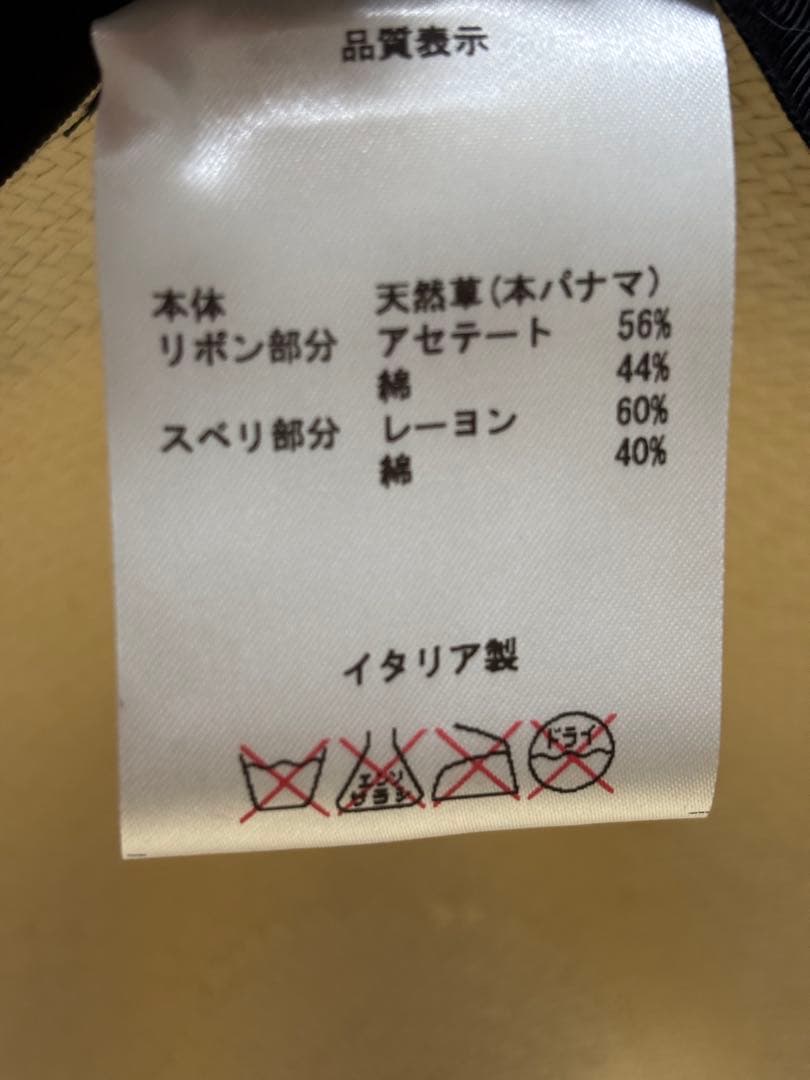 品質表示
本体 天然草(本パナマ)
リボン部分 アセテート 56%
綿 44%
スベリ部分 レーヨン 60%
綿 40%
イタリア製
エンソ
サラシ
ドライ